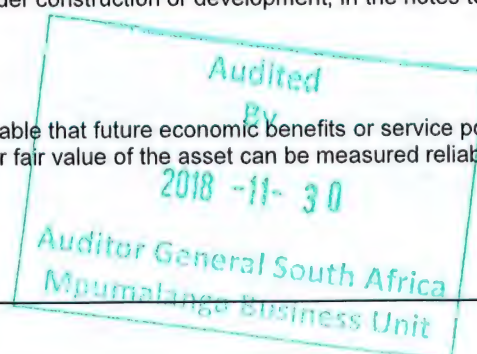 der construction or development, in the notes to
Audited
By
able that future economic benefits or service po
r fair value of the asset can be measured reliab
2018 -11- 30
Auditor General South Africa
Mpumalanga Business Unit